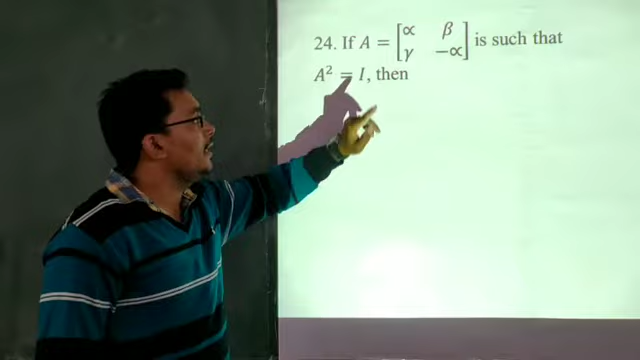 24. If A = [∝ β γ −∝] is such that
A² = I, then